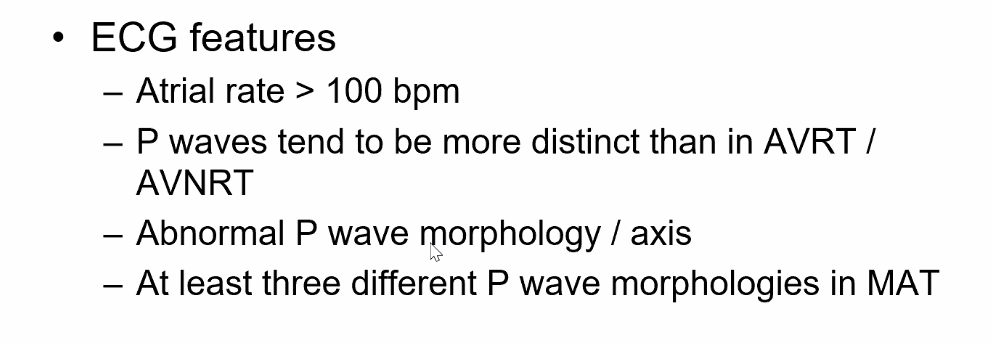 • ECG features
– Atrial rate > 100 bpm
– P waves tend to be more distinct than in AVRT /
AVNRT
– Abnormal P wave morphology / axis
– At least three different P wave morphologies in MAT